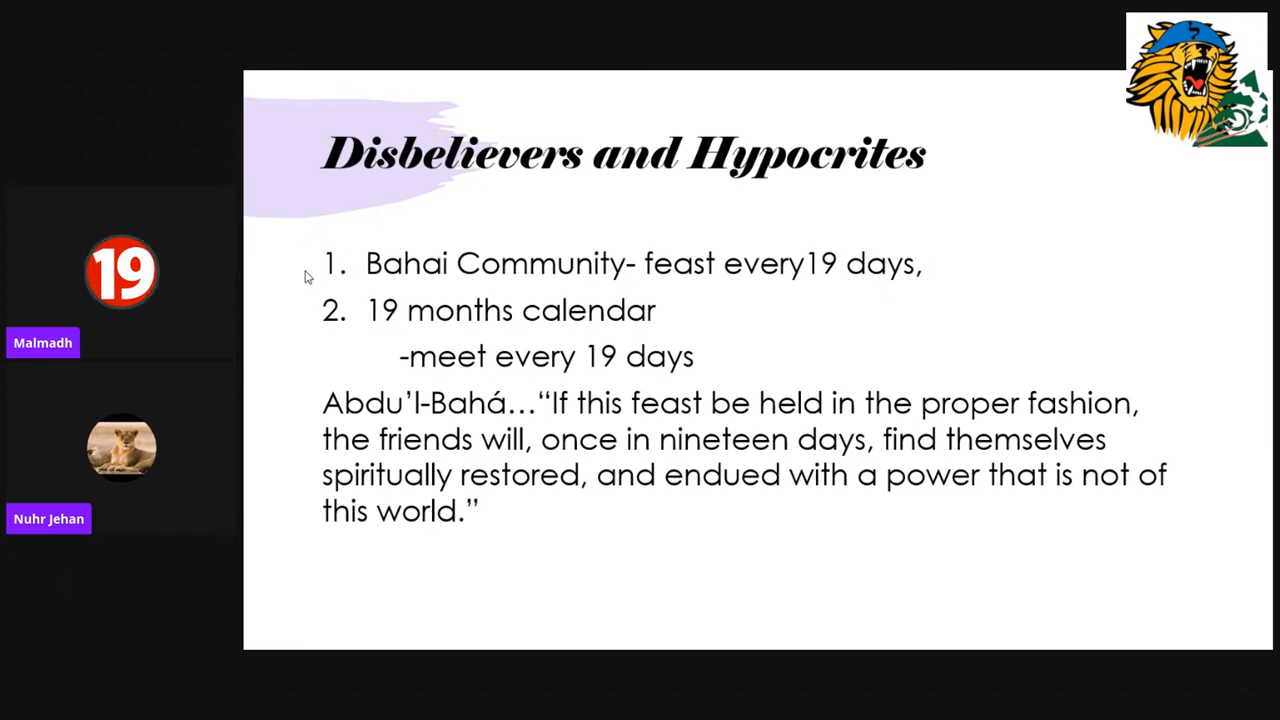 Disbelievers and Hypocrites
1. Bahai Community- feast every19 days,
2. 19 months calendar
-meet every 19 days
Abdu’l-Bahá…“If this feast be held in the proper fashion,
the friends will, once in nineteen days, find themselves
spiritually restored, and endued with a power that is not of
this world.”
19
Malmadh
Nuhr Jehan